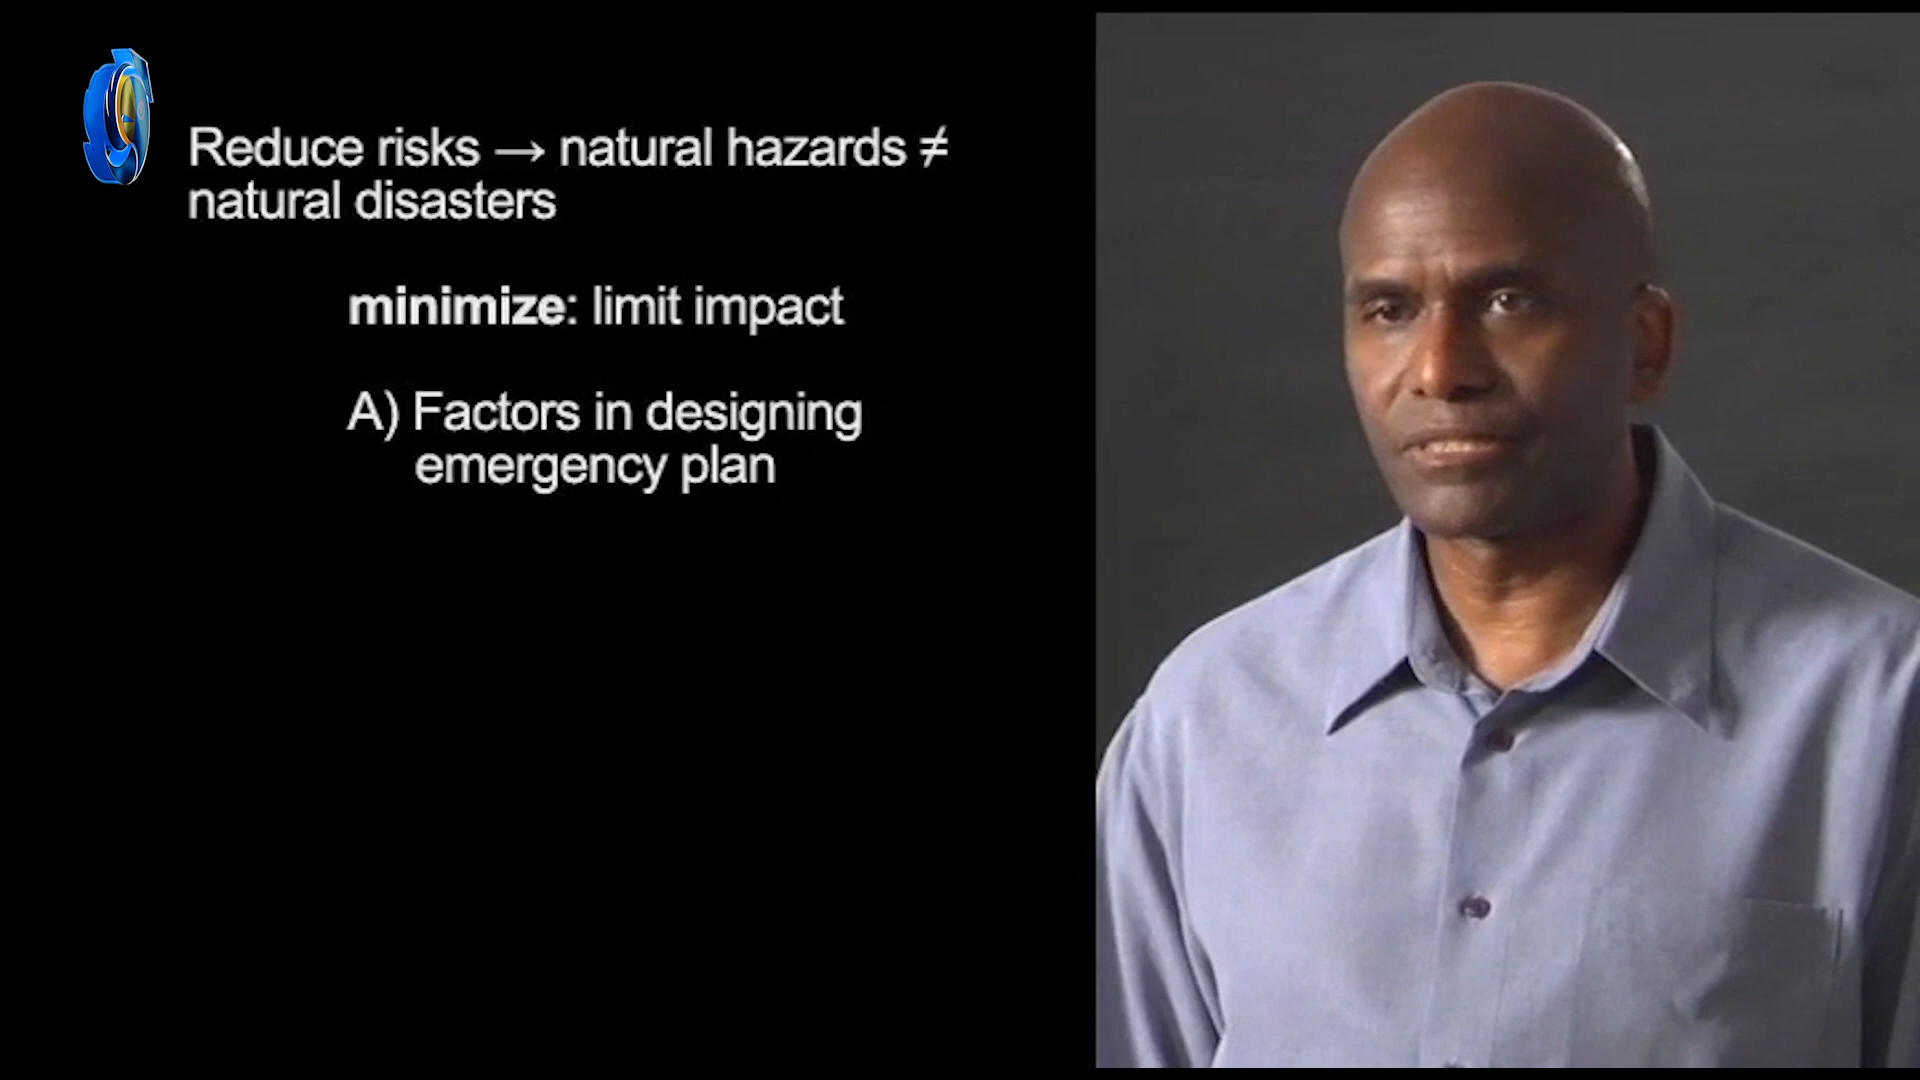 Reduce risks → natural hazards ≠
natural disasters
minimize: limit impact
A) Factors in designing
emergency plan